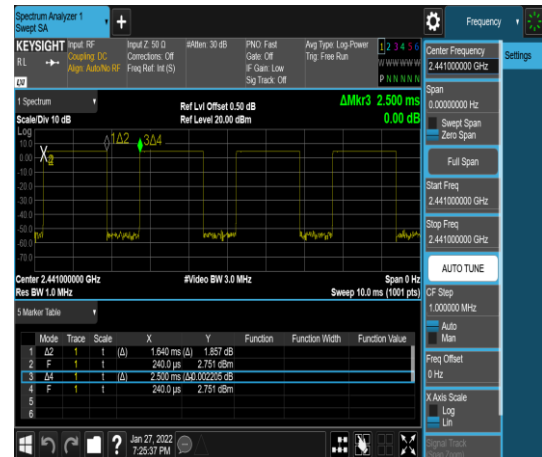 Spectrum Analyzer 1
Swept SA
Frequency
KEYSIGHT
RL
LXI
Input: RF
Coupling: DC
Align: Auto/No RF
Input Z: 50 Ω
Corrections: Off
Freq Ref: Int (S)
#Atten: 30 dB
PNO: Fast
Gate: Off
IF Gain: Low
Sig Track: Off
Avg Type: Log-Power
Trig: Free Run
1 2 3 4 5 6
W W W W W W
P N N N N N
1 Spectrum
Scale/Div 10 dB
Ref Lvl Offset 0.50 dB
Ref Level 20.00 dBm
ΔMkr3 2.500 ms
0.00 dB
Log
10.0
0.00
-10.0
-20.0
-30.0
-40.0
-50.0
-60.0
-70.0
X2
1Δ2
3Δ4
Center 2.441000000 GHz
Res BW 1.0 MHz
#Video BW 3.0 MHz
Span 0 Hz
Sweep 10.0 ms (1001 pts)
5 Marker Table
Mode Trace Scale X Y Function Function Width Function Value
1 Δ2 1 t (Δ) 1.640 ms (Δ) 1.857 dB
2 F 1 t 240.0 µs 2.751 dBm
3 Δ4 1 t (Δ) 2.500 ms (Δ) 0.002205 dB
4 F 1 t 240.0 µs 2.751 dBm
5
6
Jan 27, 2022
7:25:37 PM
Center Frequency
2.441000000 GHz
Settings
Span
0.00000000 Hz
Swept Span
Zero Span
Full Span
Start Freq
2.441000000 GHz
Stop Freq
2.441000000 GHz
AUTO TUNE
CF Step
1.000000 MHz
Auto
Man
Freq Offset
0 Hz
X Axis Scale
Log
Lin
Signal Track
(Span Zoom)